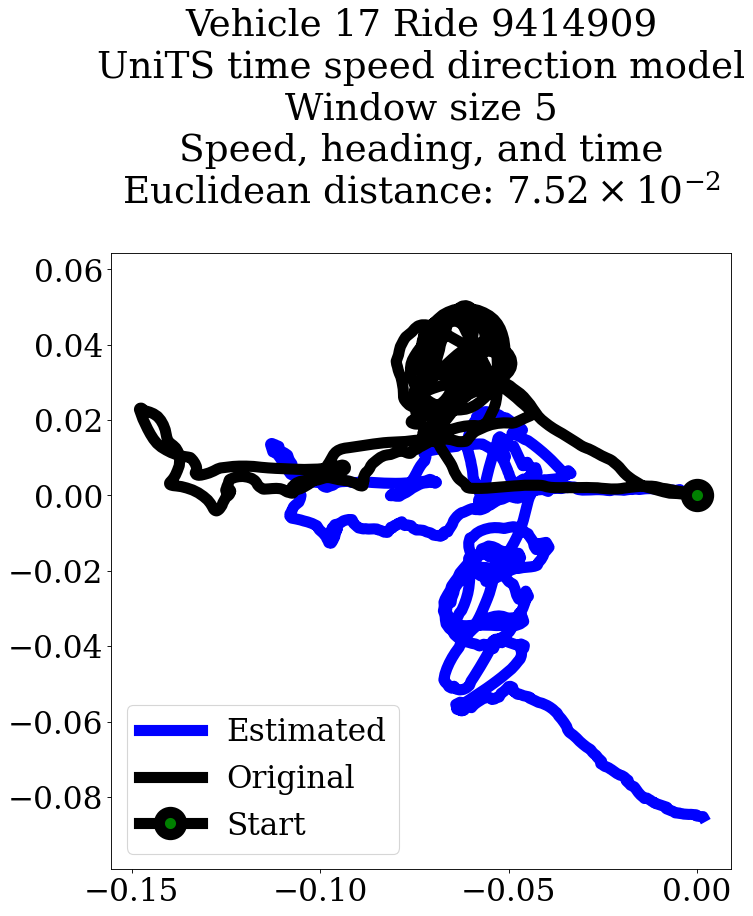 Vehicle 17 Ride 9414909
UniTS time speed direction model
Window size 5
Speed, heading, and time
Euclidean distance: 7.52 × 10⁻²
0.06
0.04
0.02
0.00
−0.02
−0.04
−0.06
−0.08
Estimated
Original
Start
−0.15 −0.10 −0.05 0.00